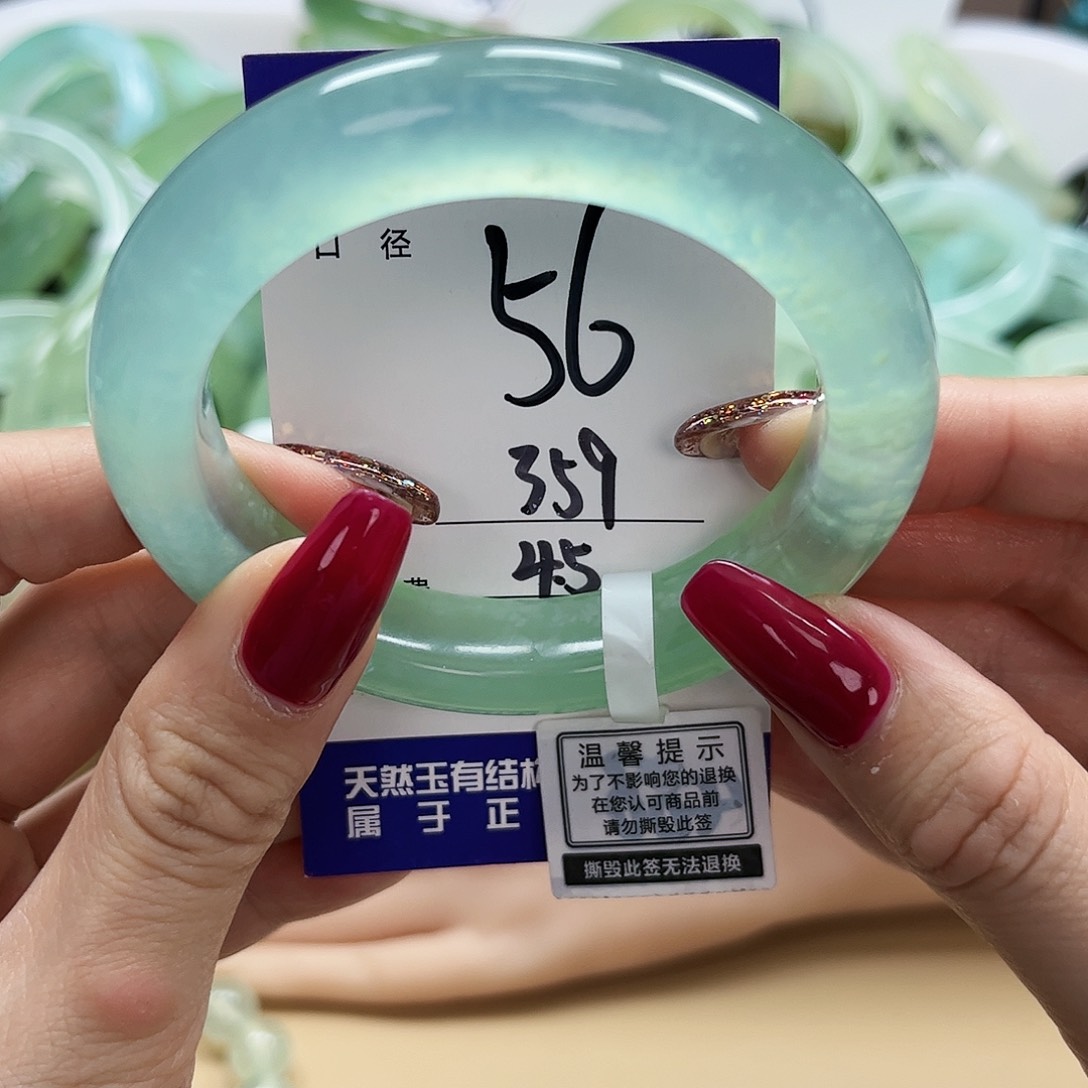 口 径
56
359
45
费
天然玉有结构
属 于 正
温馨提示
为了不影响您的退换
在您认可商品前
请勿撕毁此签
撕毁此签无法退换